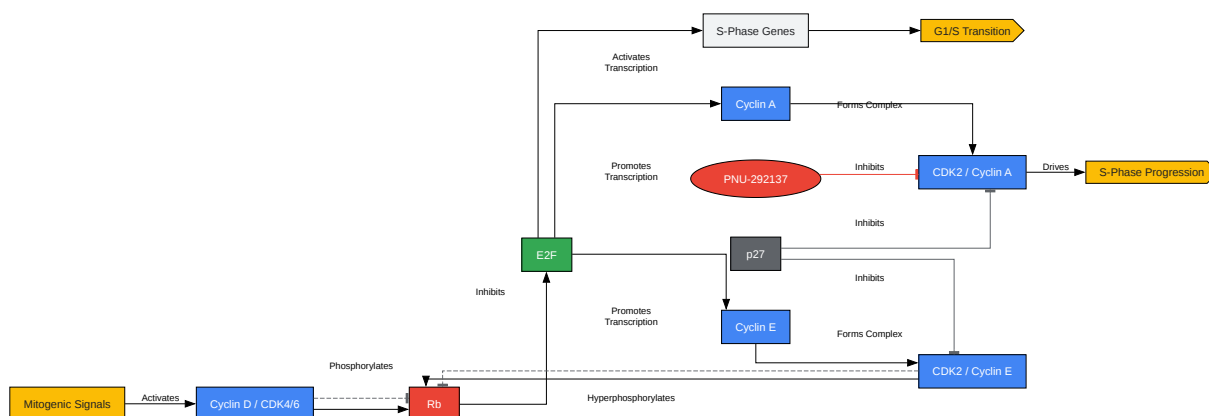 S-Phase Genes
G1/S Transition
Activates
Transcription
Cyclin A
Forms Complex
Promotes
Transcription
PNU-292137
Inhibits
CDK2 / Cyclin A
Drives
S-Phase Progression
Inhibits
E2F
p27
Inhibits
Inhibits
Promotes
Transcription
Cyclin E
Forms Complex
Phosphorylates
CDK2 / Cyclin E
Mitogenic Signals
Activates
Cyclin D / CDK4/6
Rb
Hyperphosphorylates